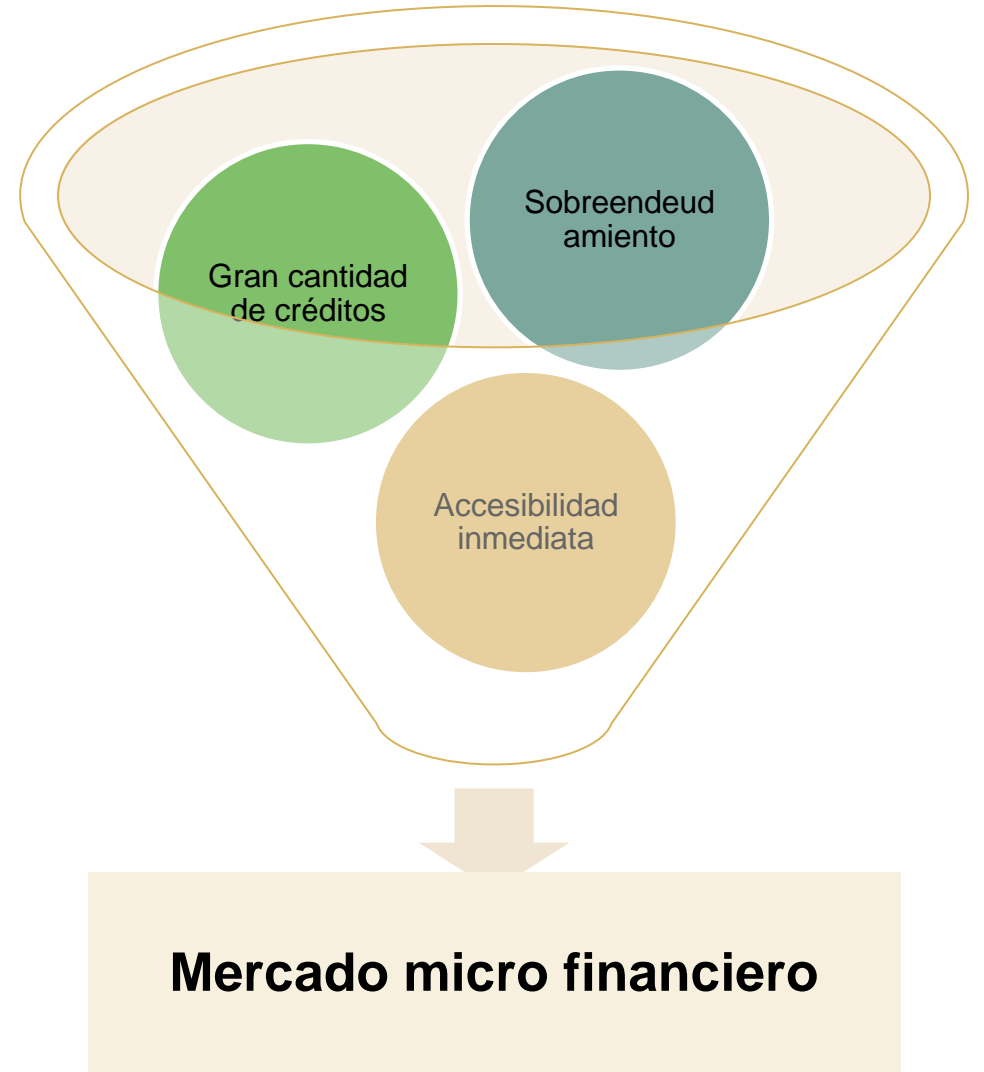 Sobreendeud
amiento
Gran cantidad
de créditos
Accesibilidad
inmediata
Mercado micro financiero